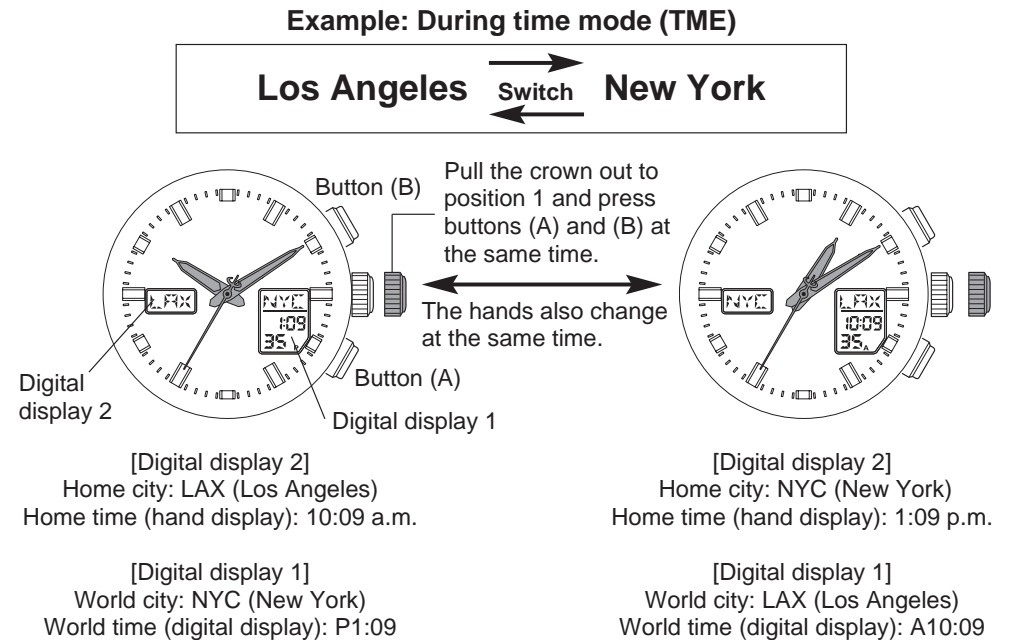 Example: During time mode (TME)
Los Angeles Switch New York
Button (B)
Pull the crown out to
position 1 and press
buttons (A) and (B) at
the same time.
The hands also change
at the same time.
LAX
NYC
1:09
35 P
NYC
LAX
10:09
35 A
Digital
display 2
Button (A)
Digital display 1
[Digital display 2]
Home city: LAX (Los Angeles)
Home time (hand display): 10:09 a.m.
[Digital display 1]
World city: NYC (New York)
World time (digital display): P1:09
[Digital display 2]
Home city: NYC (New York)
Home time (hand display): 1:09 p.m.
[Digital display 1]
World city: LAX (Los Angeles)
World time (digital display): A10:09